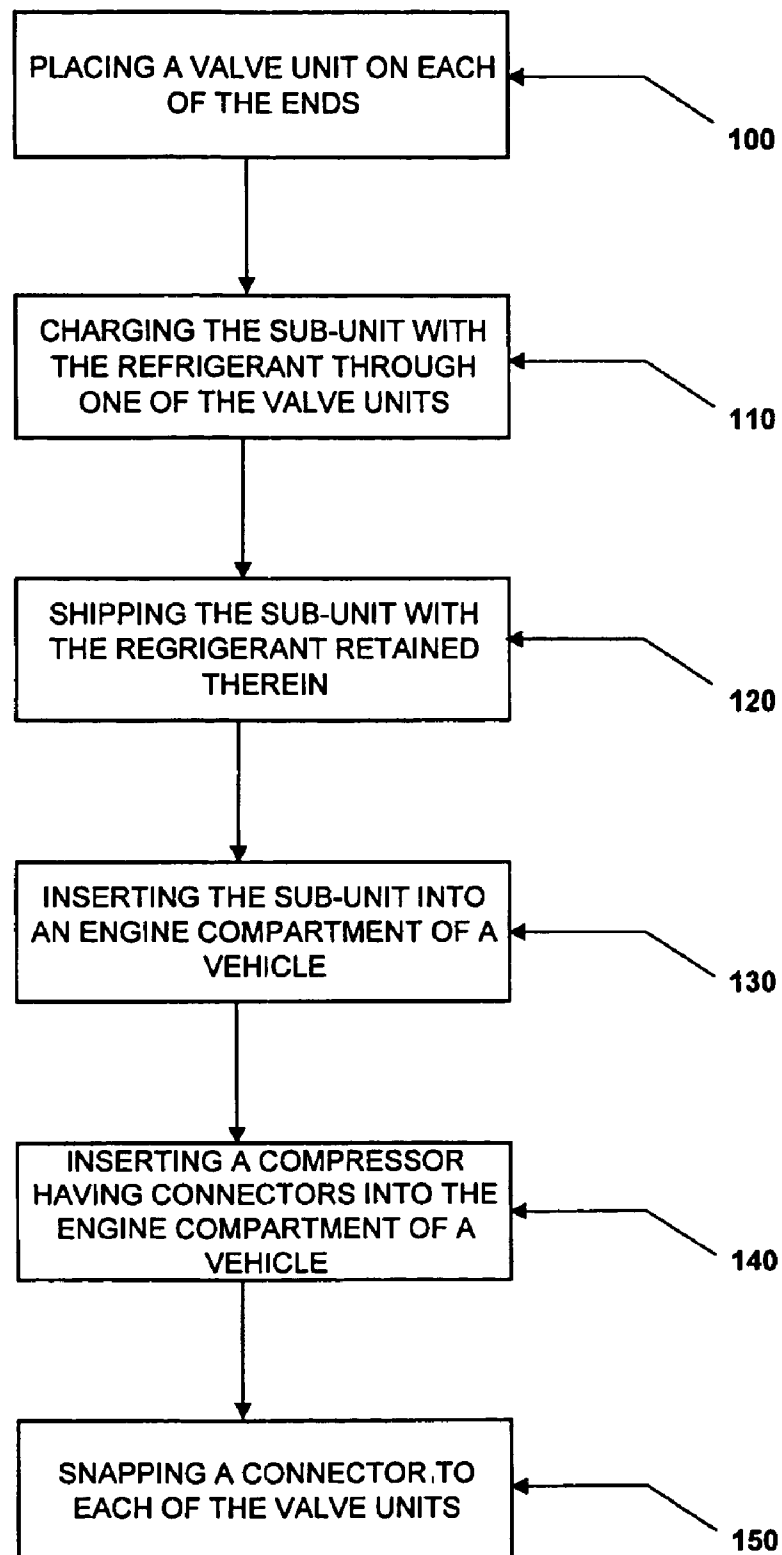 PLACING A VALVE UNIT ON EACH
OF THE ENDS
100
CHARGING THE SUB-UNIT WITH
THE REFRIGERANT THROUGH
ONE OF THE VALVE UNITS
110
SHIPPING THE SUB-UNIT WITH
THE REGRIGERANT RETAINED
THEREIN
120
INSERTING THE SUB-UNIT INTO
AN ENGINE COMPARTMENT OF A
VEHICLE
130
INSERTING A COMPRESSOR
HAVING CONNECTORS INTO THE
ENGINE COMPARTMENT OF A
VEHICLE
140
SNAPPING A CONNECTOR TO
EACH OF THE VALVE UNITS
150